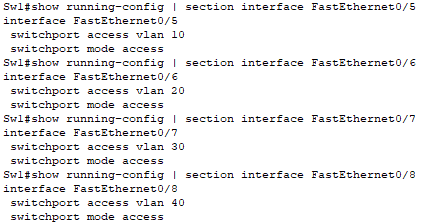 Sw1#show running-config | section interface FastEthernet0/5
interface FastEthernet0/5
 switchport access vlan 10
 switchport mode access
Sw1#show running-config | section interface FastEthernet0/6
interface FastEthernet0/6
 switchport access vlan 20
 switchport mode access
Sw1#show running-config | section interface FastEthernet0/7
interface FastEthernet0/7
 switchport access vlan 30
 switchport mode access
Sw1#show running-config | section interface FastEthernet0/8
interface FastEthernet0/8
 switchport access vlan 40
 switchport mode access